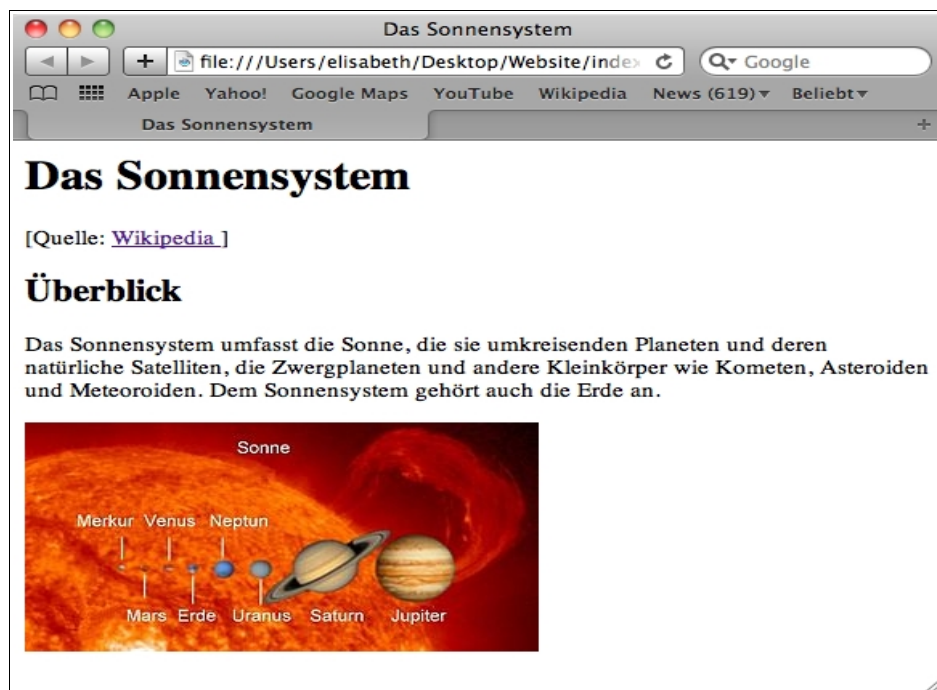 Das Sonnensystem
file:///Users/elisabeth/Desktop/Website/index
Google
Apple Yahoo! Google Maps YouTube Wikipedia News (619) Beliebt
Das Sonnensystem
Das Sonnensystem
[Quelle: Wikipedia ]
Überblick
Das Sonnensystem umfasst die Sonne, die sie umkreisenden Planeten und deren
natürliche Satelliten, die Zwergplaneten und andere Kleinkörper wie Kometen, Asteroiden
und Meteoroiden. Dem Sonnensystem gehört auch die Erde an.
Sonne
Merkur Venus Neptun
Mars Erde Uranus Saturn Jupiter